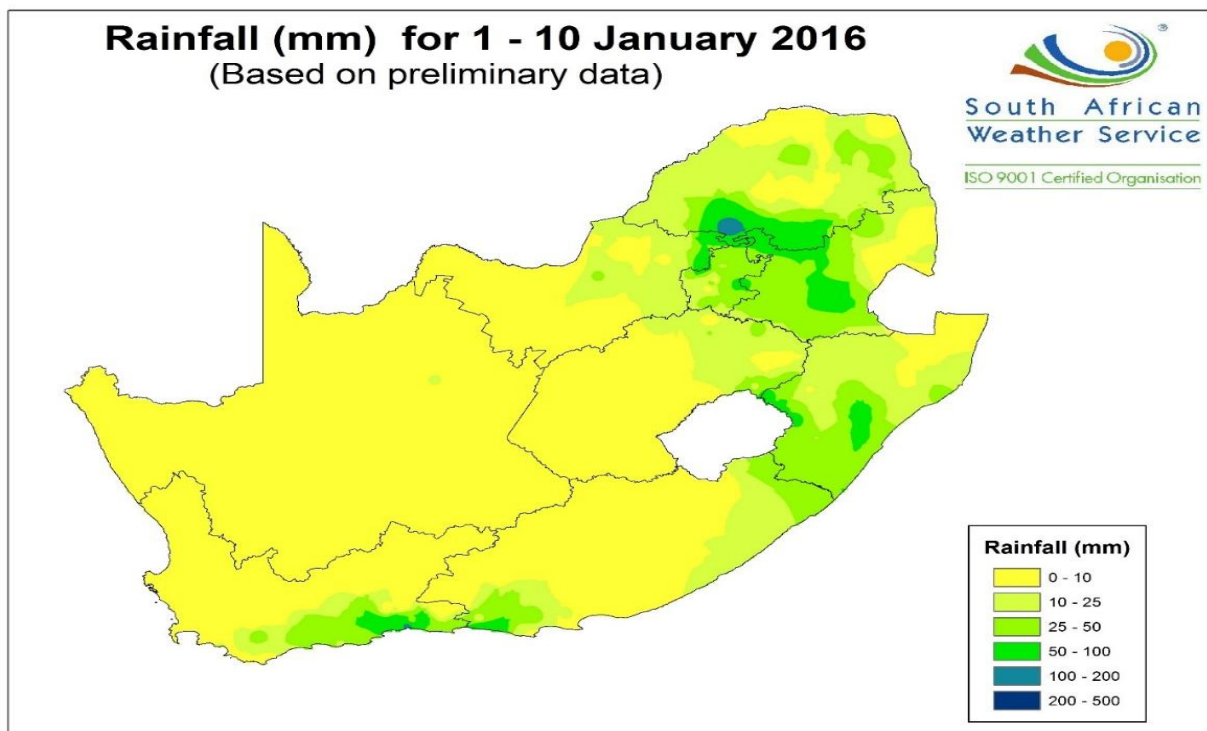 Rainfall (mm) for 1 - 10 January 2016
(Based on preliminary data)
®
South African
Weather Service
ISO 9001 Certified Organisation
Rainfall (mm)
0 - 10
10 - 25
25 - 50
50 - 100
100 - 200
200 - 500